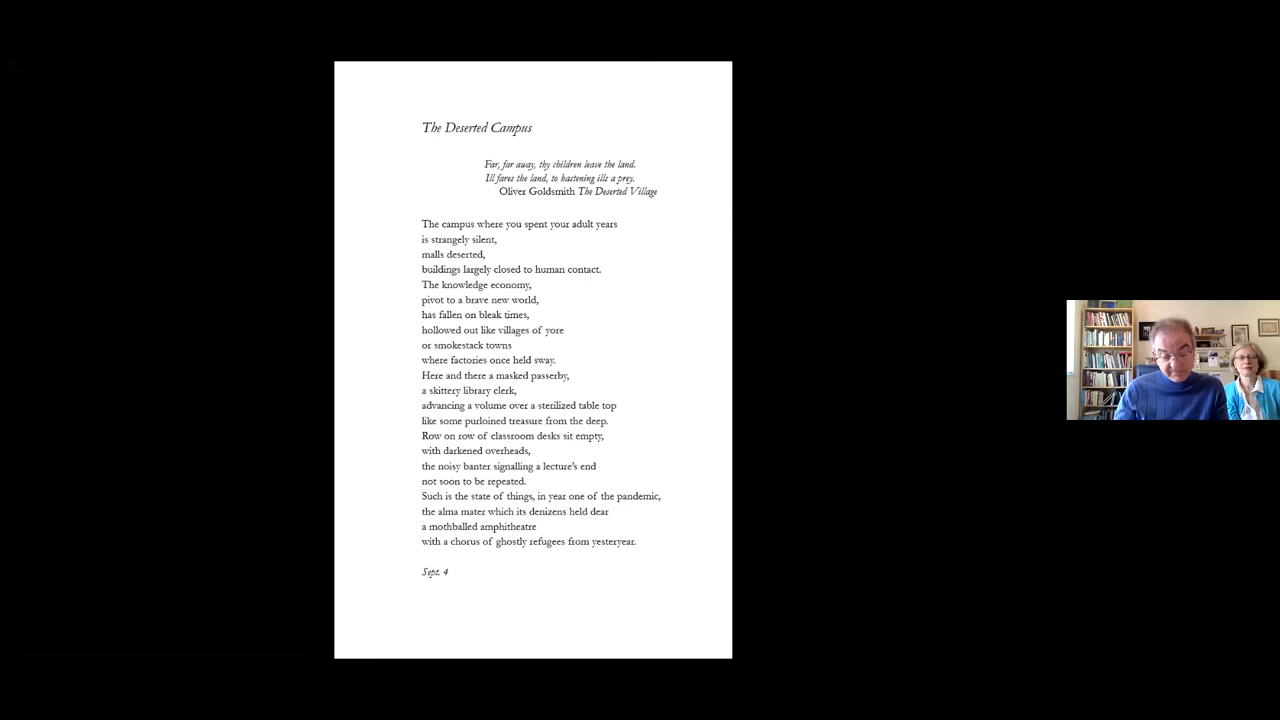 The Deserted Campus
Far, far away, thy children leave the land.
Ill fares the land, to hastening ills a prey.
Oliver Goldsmith The Deserted Village
The campus where you spent your adult years
is strangely silent,
malls deserted,
buildings largely closed to human contact.
The knowledge economy,
pivot to a brave new world,
has fallen on bleak times,
hollowed out like villages of yore
or smokestack towns
where factories once held sway.
Here and there a masked passerby,
a skittery library clerk,
advancing a volume over a sterilized table top
like some purloined treasure from the deep.
Row on row of classroom desks sit empty,
with darkened overheads,
the noisy banter signalling a lecture's end
not soon to be repeated.
Such is the state of things, in year one of the pandemic,
the alma mater which its denizens held dear
a mothballed amphitheatre
with a chorus of ghostly refugees from yesteryear.
Sept. 4